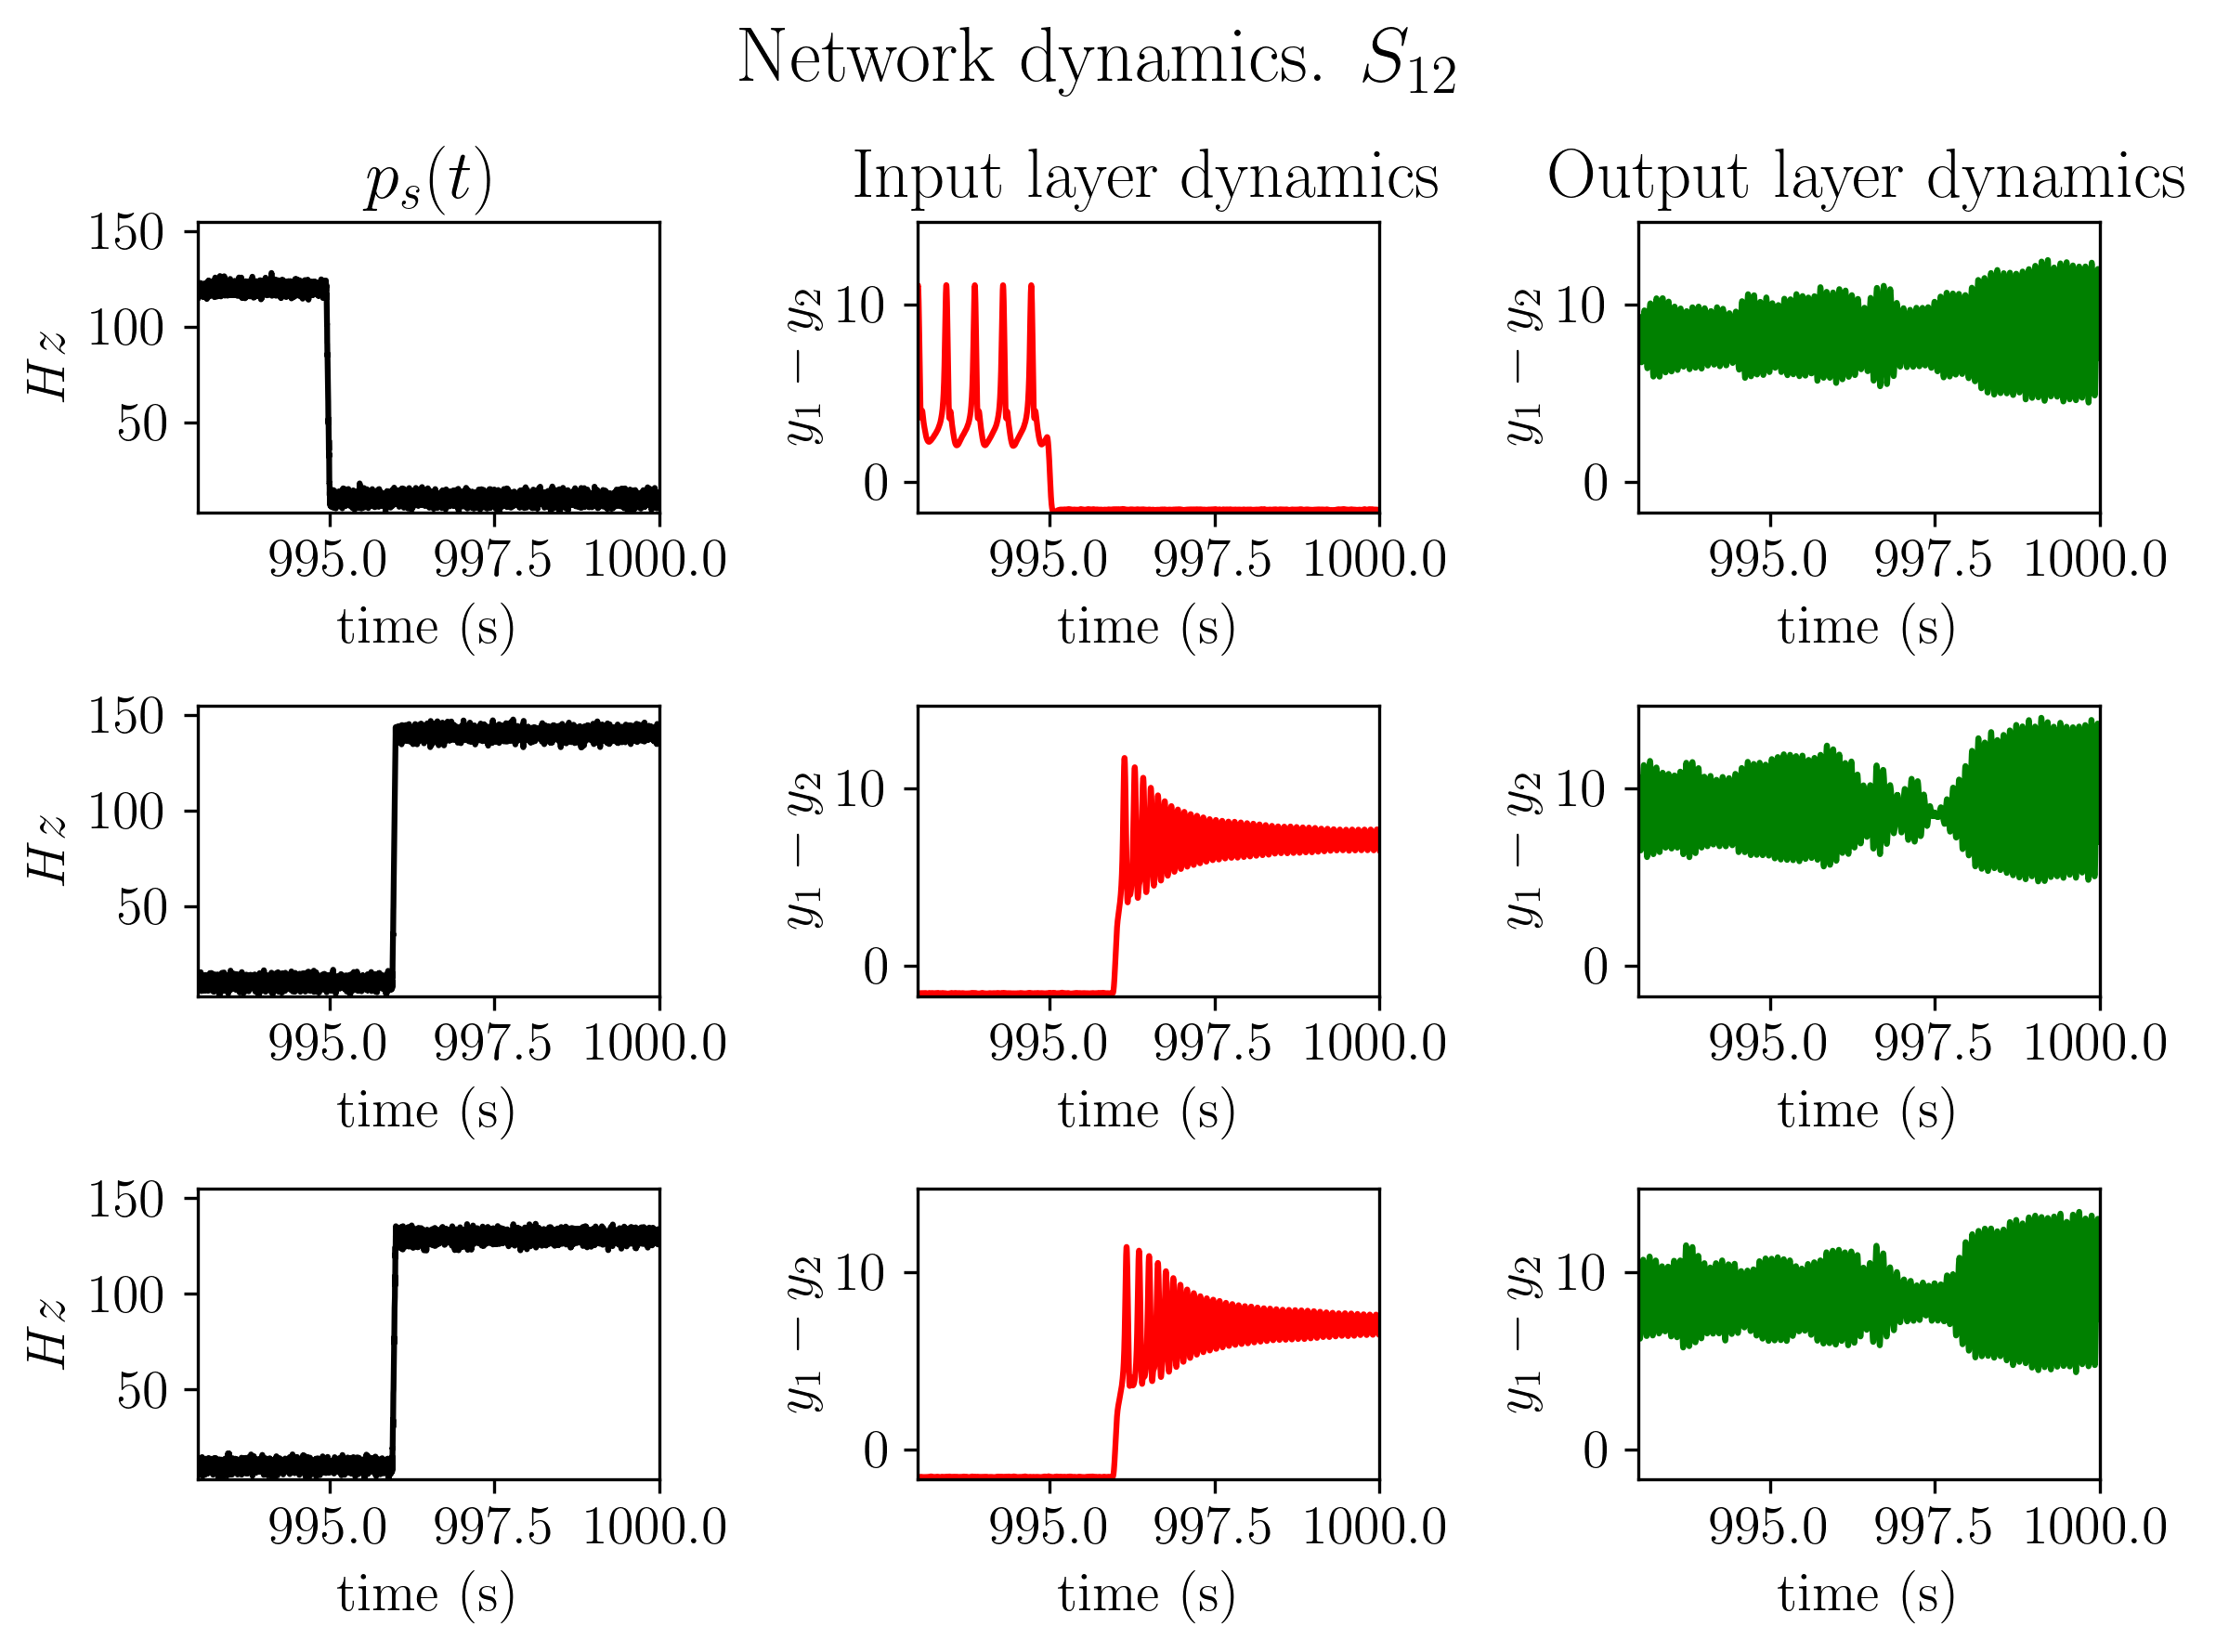 Network dynamics. S₁₂
pₛ(t)
Input layer dynamics
Output layer dynamics
Hz
150
100
50
995.0 997.5 1000.0
time (s)
y₁ − y₂
10
0
995.0 997.5 1000.0
time (s)
y₁ − y₂
10
0
995.0 997.5 1000.0
time (s)
Hz
150
100
50
995.0 997.5 1000.0
time (s)
y₁ − y₂
10
0
995.0 997.5 1000.0
time (s)
y₁ − y₂
10
0
995.0 997.5 1000.0
time (s)
Hz
150
100
50
995.0 997.5 1000.0
time (s)
y₁ − y₂
10
0
995.0 997.5 1000.0
time (s)
y₁ − y₂
10
0
995.0 997.5 1000.0
time (s)